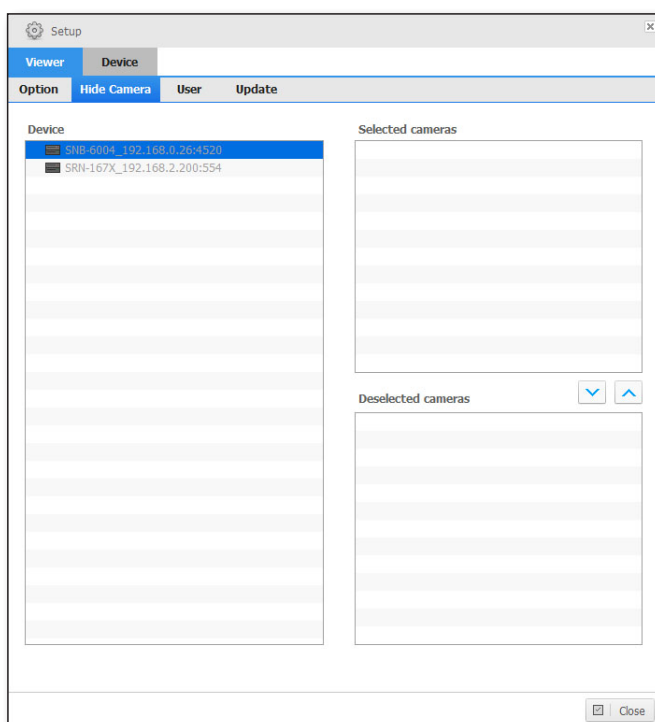 Setup
Viewer Device
Option Hide Camera User Update
Device
SNB-6004_192.168.0.26:4520
SRN-167X_192.168.2.200:554
Selected cameras
Deselected cameras
Close